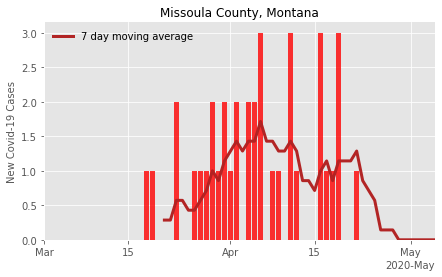 Missoula County, Montana
7 day moving average
New Covid-19 Cases
3.0
2.5
2.0
1.5
1.0
0.5
0.0
Mar
15
Apr
15
May
2020-May